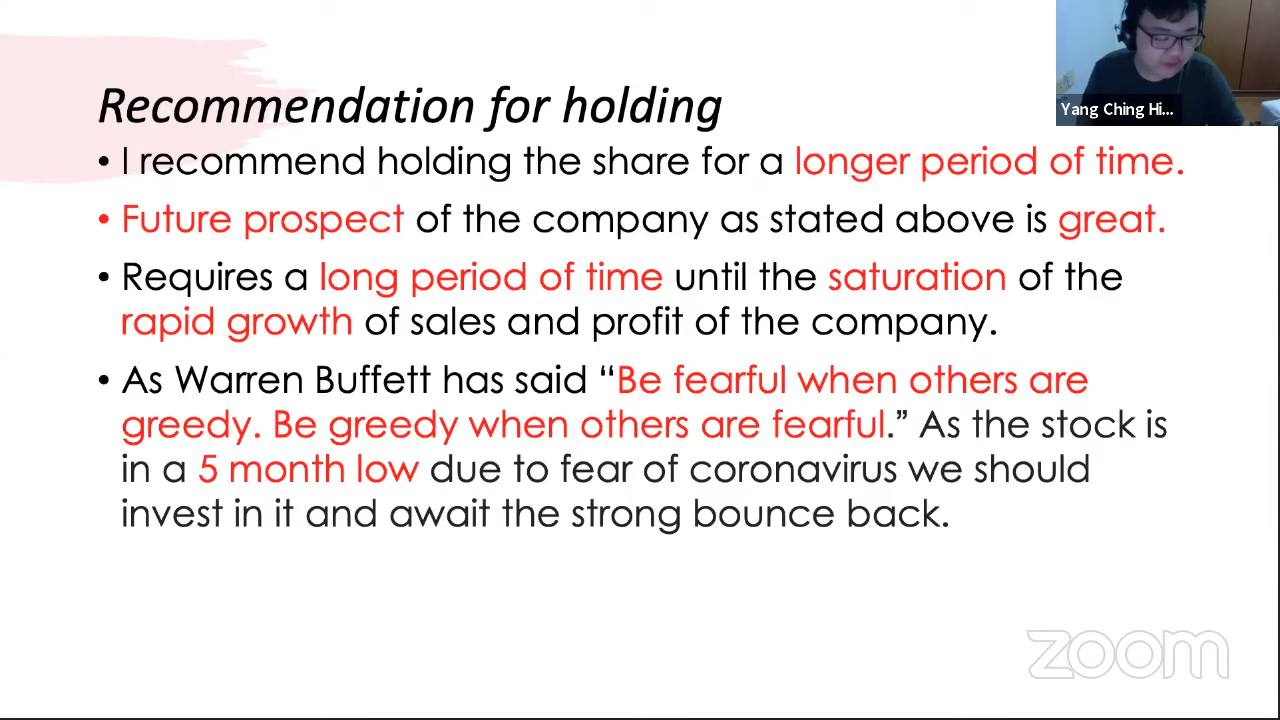 Yang Ching Hi...
Recommendation for holding
• I recommend holding the share for a longer period of time.
• Future prospect of the company as stated above is great.
• Requires a long period of time until the saturation of the
rapid growth of sales and profit of the company.
• As Warren Buffett has said “Be fearful when others are
greedy. Be greedy when others are fearful.” As the stock is
in a 5 month low due to fear of coronavirus we should
invest in it and await the strong bounce back.
zoom